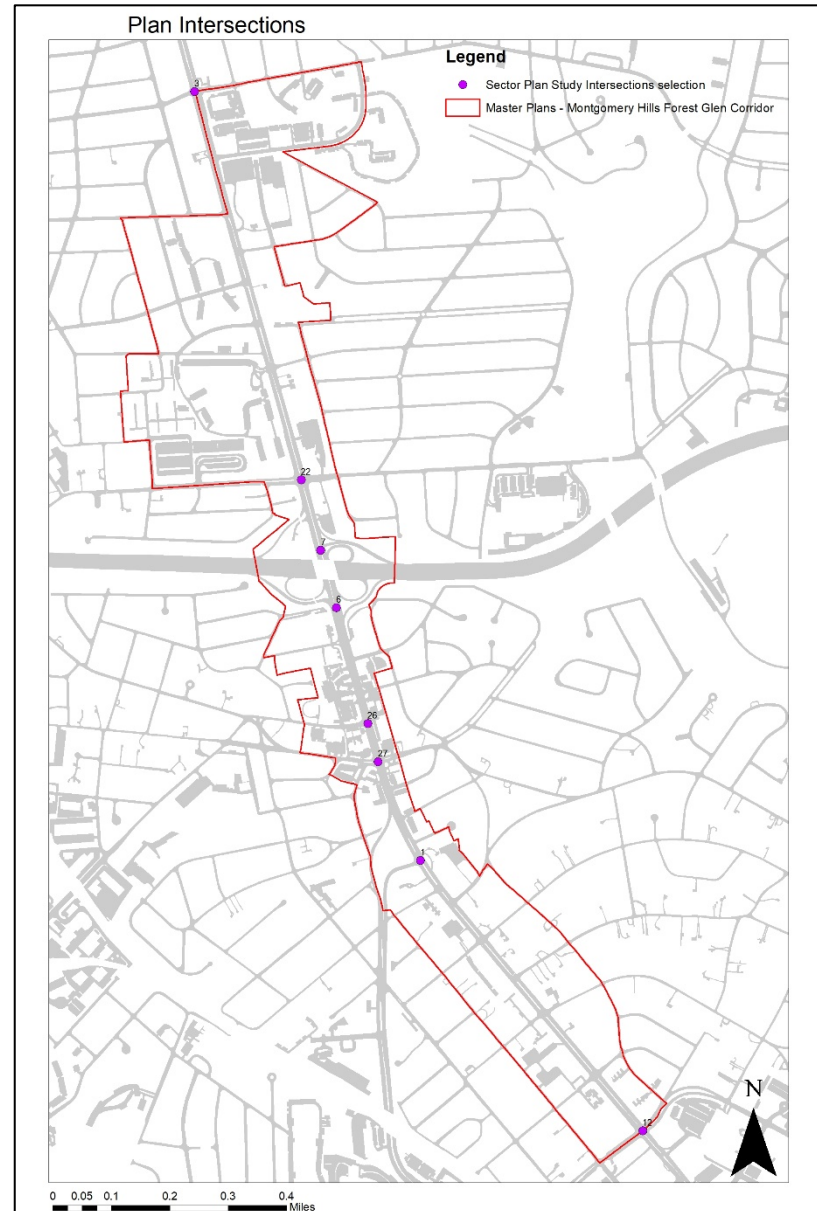 Plan Intersections
Legend
Sector Plan Study Intersections selection
Master Plans - Montgomery Hills Forest Glen Corridor
3
22
7
6
26
27
1
12
N
0 0.05 0.1 0.2 0.3 0.4
Miles